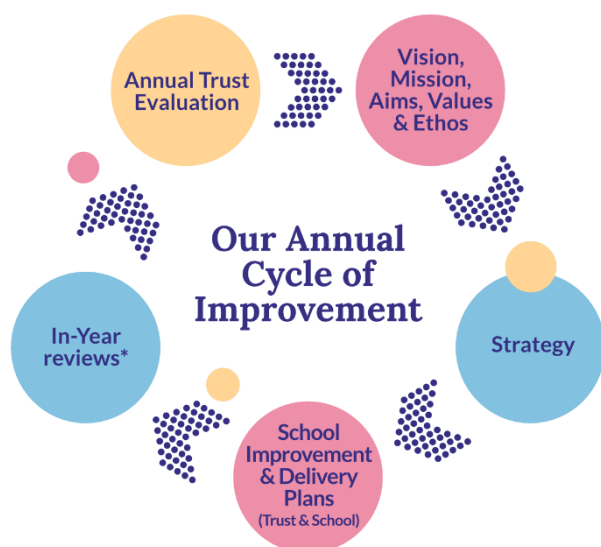 Annual Trust
Evaluation
Vision,
Mission,
Aims, Values
& Ethos
Our Annual
Cycle of
Improvement
Strategy
School
Improvement
& Delivery
Plans
(Trust & School)
In-Year
reviews*